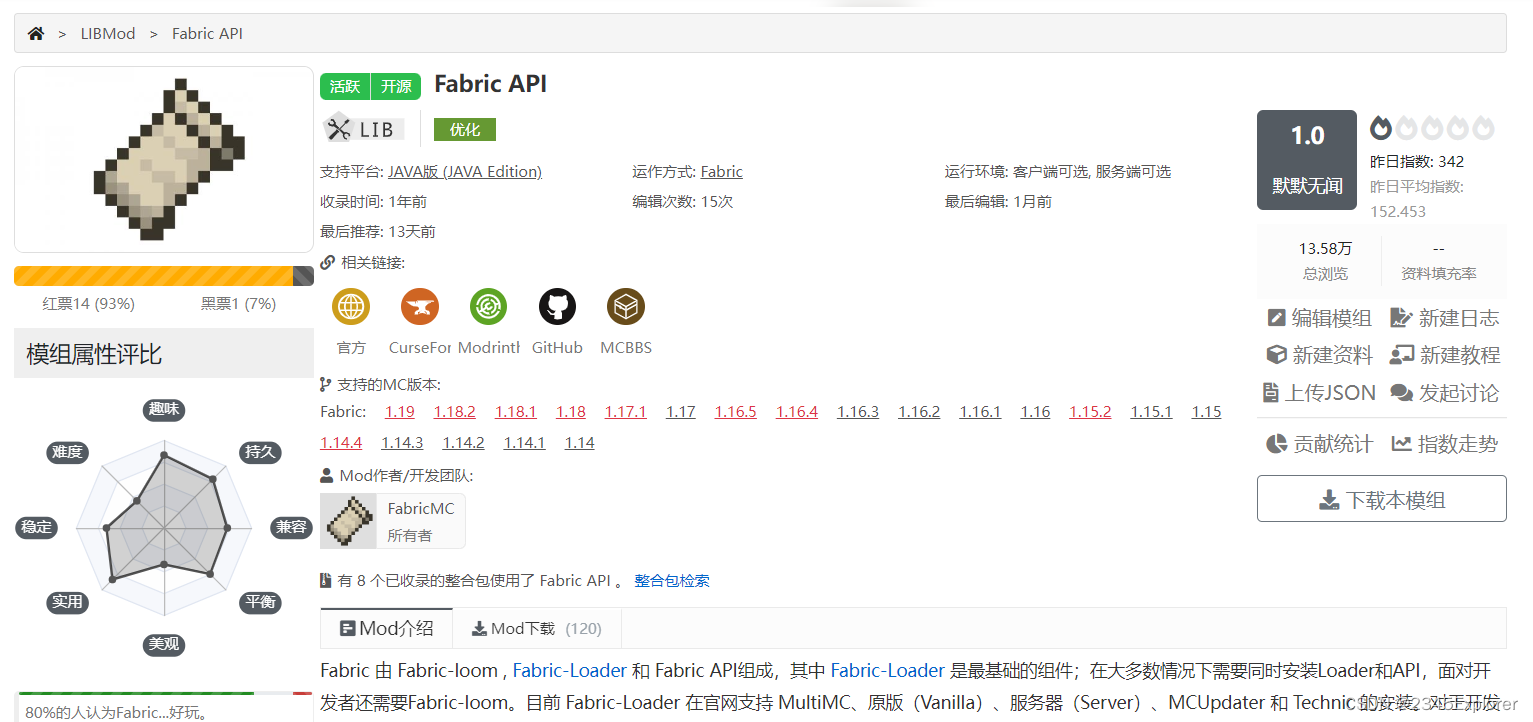 > LIBMod > Fabric API
活跃 开源 Fabric API
LIB 优化
支持平台: JAVA版 (JAVA Edition) 运作方式: Fabric 运行环境: 客户端可选, 服务端可选
收录时间: 1年前 编辑次数: 15次 最后编辑: 1月前
最后推荐: 13天前
相关链接:
官方 CurseFor Modrinth GitHub MCBBS
支持的MC版本:
Fabric: 1.19 1.18.2 1.18.1 1.18 1.17.1 1.17 1.16.5 1.16.4 1.16.3 1.16.2 1.16.1 1.16 1.15.2 1.15.1 1.15
1.14.4 1.14.3 1.14.2 1.14.1 1.14
Mod作者/开发团队:
FabricMC
所有者
有 8 个已收录的整合包使用了 Fabric API 。 整合包检索
Mod介绍 Mod下载 (120)
Fabric 由 Fabric-loom , Fabric-Loader 和 Fabric API组成，其中 Fabric-Loader 是最基础的组件；在大多数情况下需要同时安装Loader和API，面对开
发者还需要Fabric-loom。目前 Fabric-Loader 在官网支持 MultiMC、原版（Vanilla）、服务器（Server）、MCUpdater 和 Technic 的安装。对于开发
红票14 (93%) 黑票1 (7%)
模组属性评比
趣味
难度 持久
稳定 兼容
实用 平衡
美观
80%的人认为Fabric...好玩。
1.0
默默无闻
昨日指数: 342
昨日平均指数:
152.453
13.58万 --
总浏览 资料填充率
编辑模组 新建日志
新建资料 新建教程
上传JSON 发起讨论
贡献统计 指数走势
下载本模组